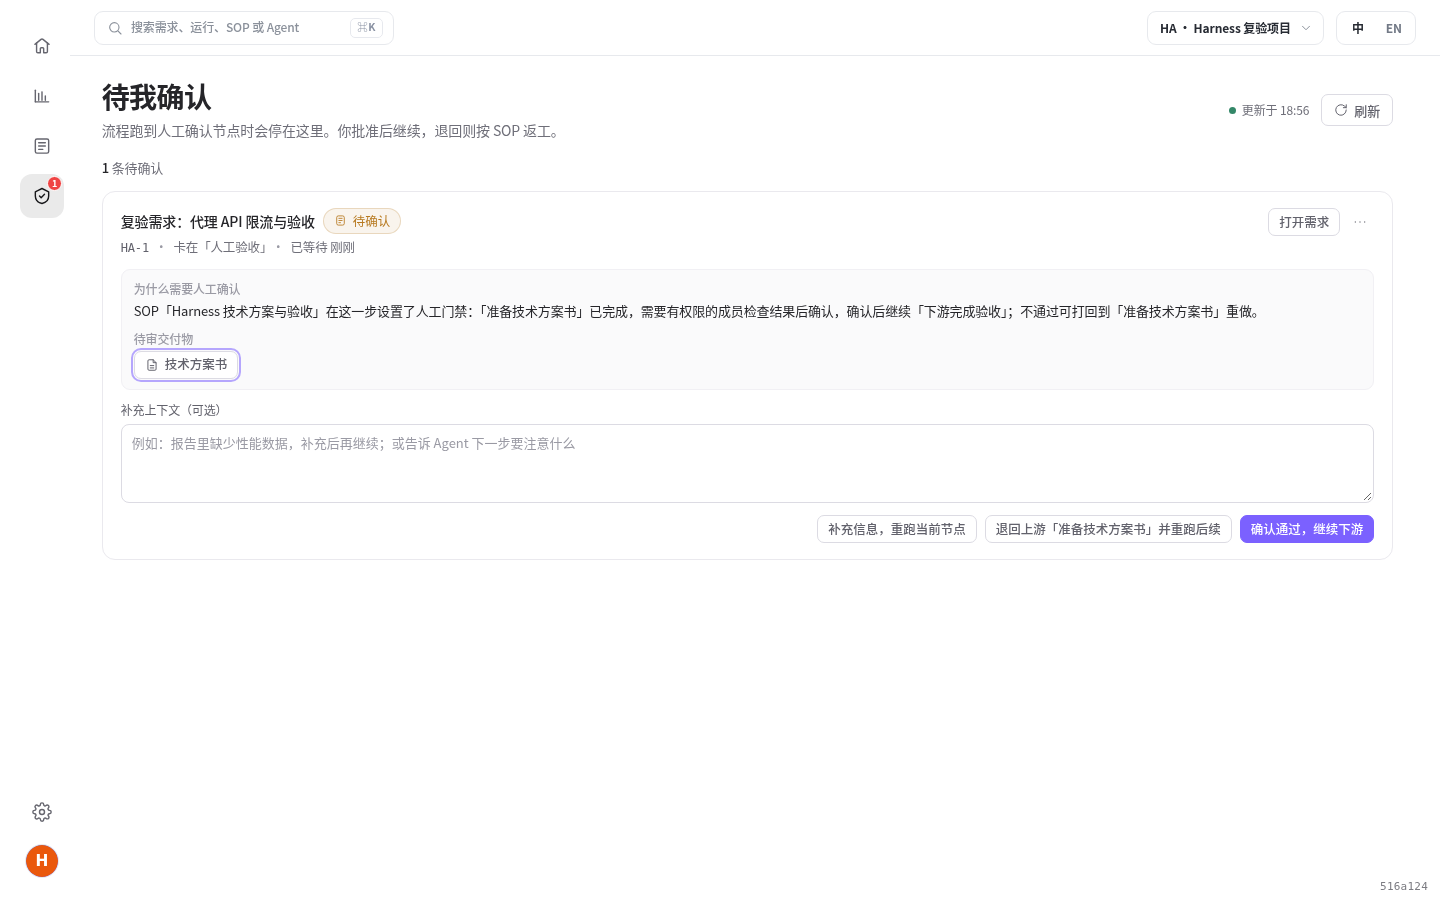 搜索需求、运行、SOP 或 Agent
⌘K
HA · Harness 复验项目
中
EN
待我确认
流程跑到人工确认节点时会停在这里。你批准后继续，退回则按 SOP 返工。
更新于 18:56
刷新
1 条待确认
1
复验需求：代理 API 限流与验收
待确认
打开需求
···
HA-1 • 卡在「人工验收」 • 已等待 刚刚
为什么需要人工确认
SOP「Harness 技术方案与验收」在这一步设置了人工门禁：「准备技术方案书」已完成，需要有权限的成员检查结果后确认，确认后继续「下游完成验收」；不通过可打回到「准备技术方案书」重做。
待审交付物
技术方案书
补充上下文（可选）
例如：报告里缺少性能数据，补充后再继续；或告诉 Agent 下一步要注意什么
补充信息，重跑当前节点
退回上游「准备技术方案书」并重跑后续
确认通过，继续下游
H
516a124